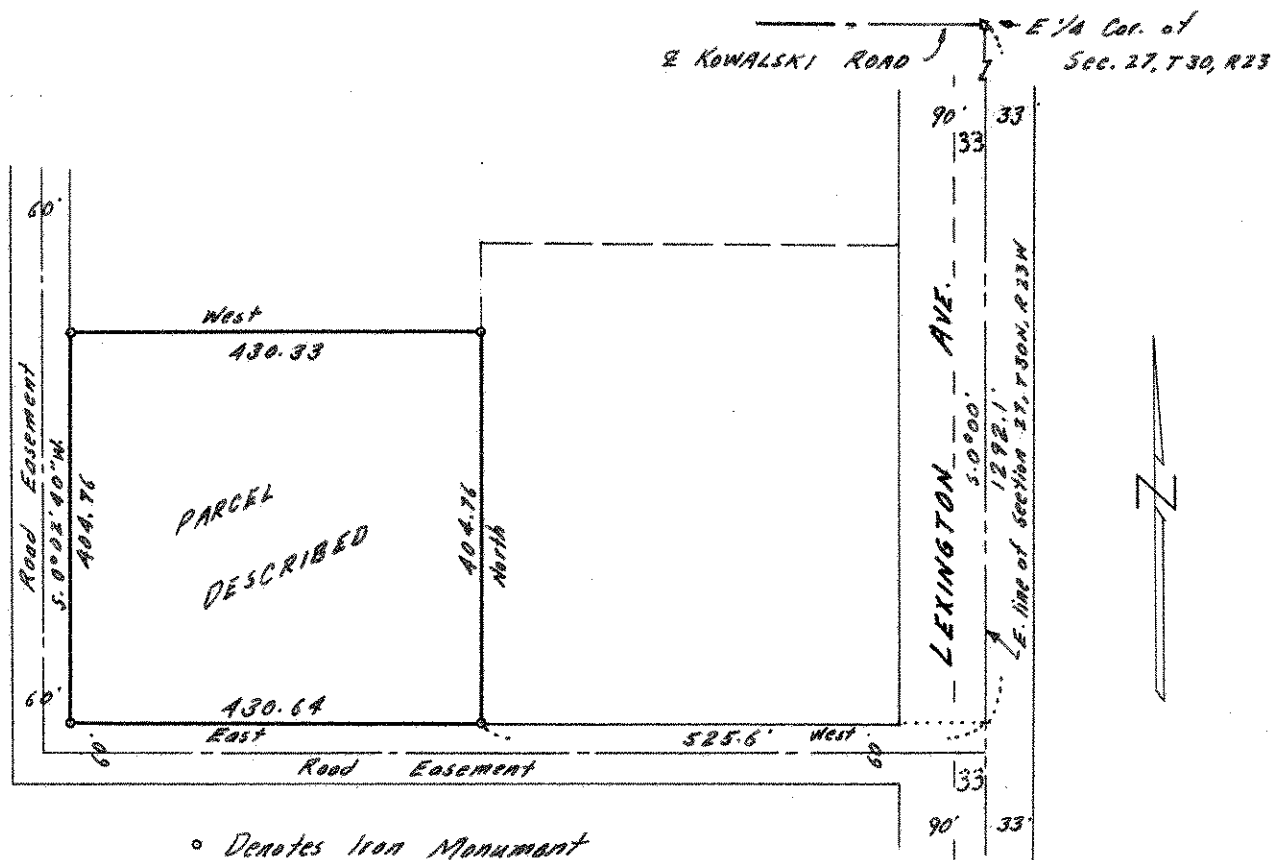 E 1/4 Cor. of
Sec. 27, T30, R23
℄ KOWALSKI ROAD
90' 33'
33
60'
West
430.33
Road Easement
S.0°02'40"W.
404.76
PARCEL
DESCRIBED
404.76
North
LEXINGTON AVE.
S.0°00'
1292.1'
E. line of Section 27, T30N, R23W
60'
430.64
East
525.6' West
60
60
Road Easement
33
90' 33'
N
° Denotes Iron Monument